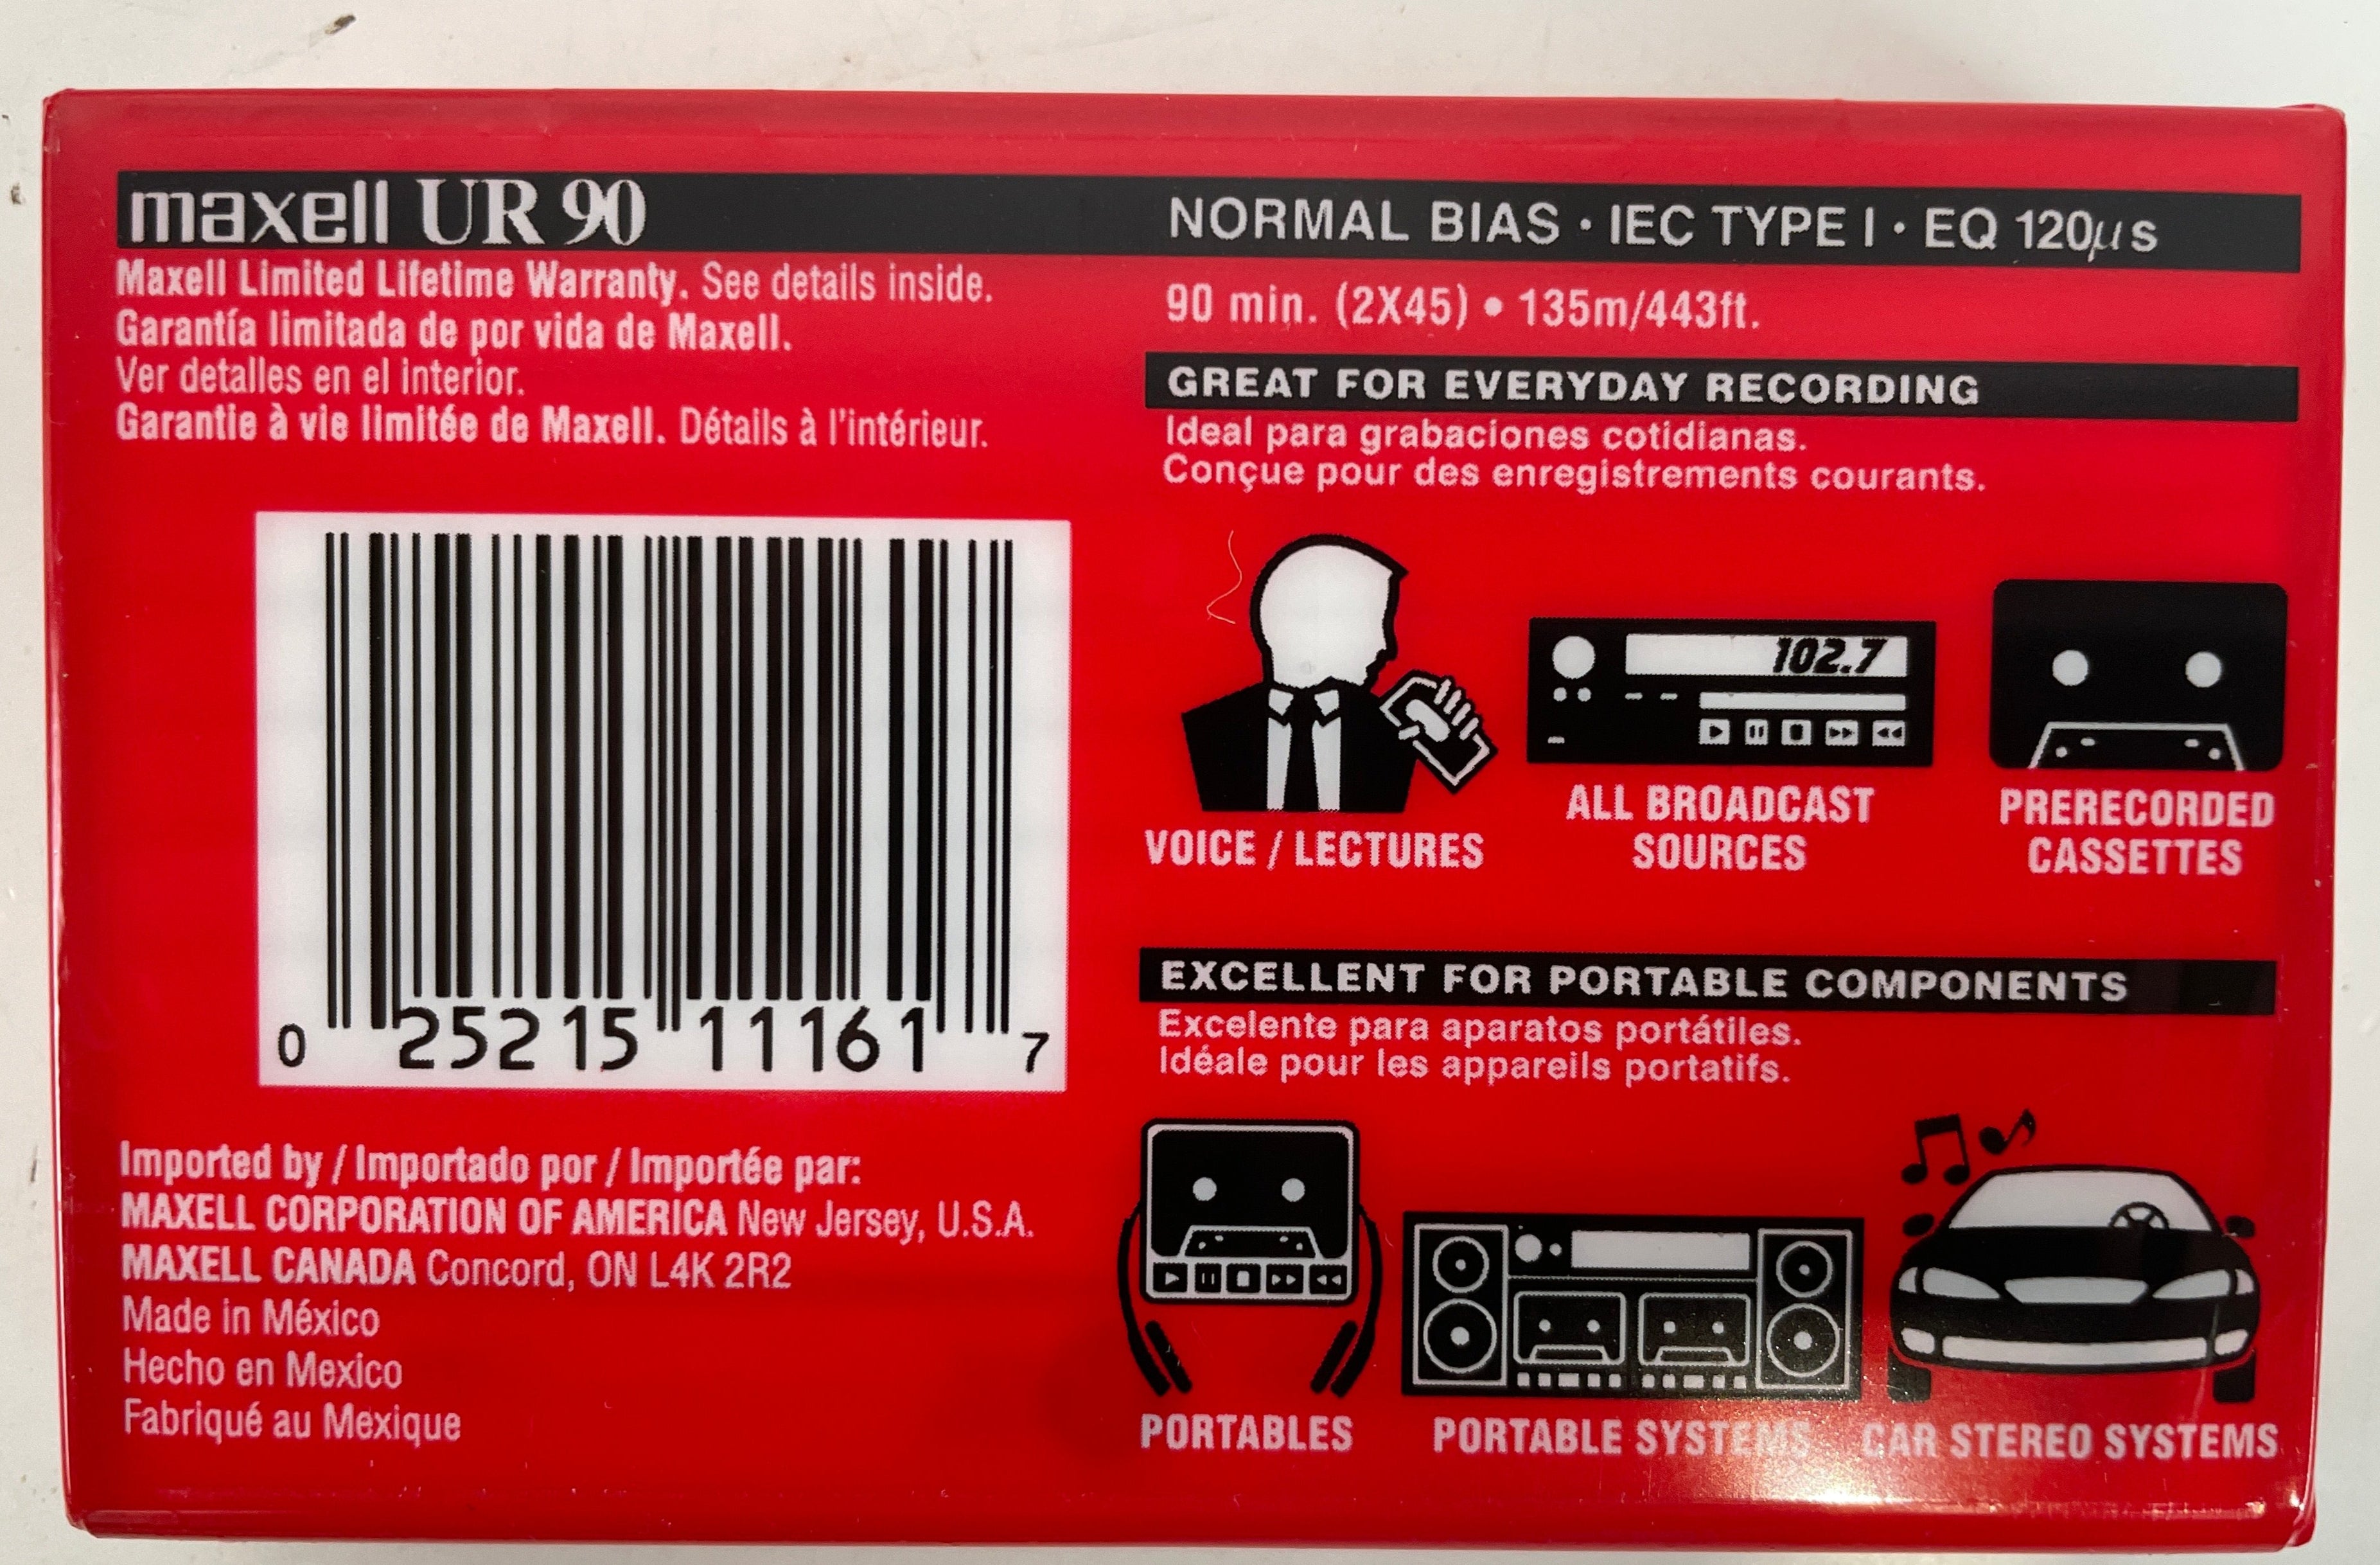 maxell UR 90
Maxell Limited Lifetime Warranty. See details inside.
Garantía limitada de por vida de Maxell.
Ver detalles en el interior.
Garantie à vie limitée de Maxell. Détails à l'intérieur.
0 25215 11161 7
Imported by / Importado por / Importée par:
MAXELL CORPORATION OF AMERICA New Jersey, U.S.A.
MAXELL CANADA Concord, ON L4K 2R2
Made in México
Hecho en Mexico
Fabriqué au Mexique
NORMAL BIAS · IEC TYPE I · EQ 120µs
90 min. (2X45) • 135m/443ft.
GREAT FOR EVERYDAY RECORDING
Ideal para grabaciones cotidianas.
Conçue pour des enregistrements courants.
102.7
VOICE / LECTURES
ALL BROADCAST
SOURCES
PRERECORDED
CASSETTES
EXCELLENT FOR PORTABLE COMPONENTS
Excelente para aparatos portátiles.
Idéale pour les appareils portatifs.
PORTABLES
PORTABLE SYSTEMS
CAR STEREO SYSTEMS